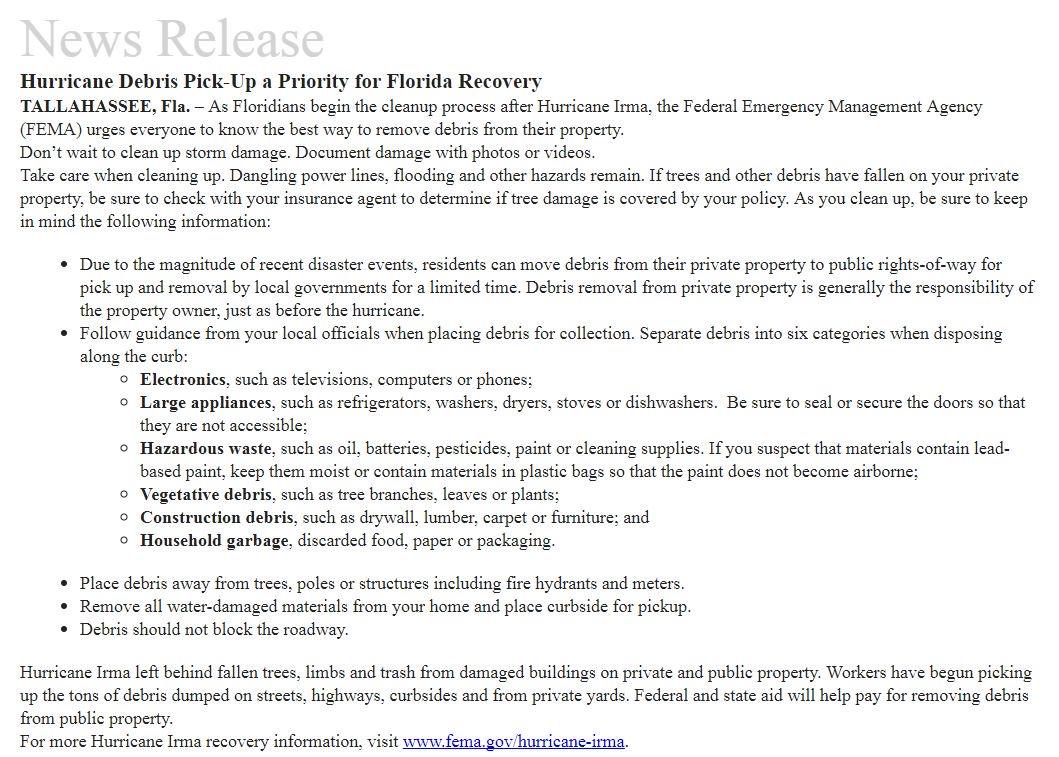 News Release
Hurricane Debris Pick-Up a Priority for Florida Recovery
TALLAHASSEE, Fla. – As Floridians begin the cleanup process after Hurricane Irma, the Federal Emergency Management Agency
(FEMA) urges everyone to know the best way to remove debris from their property.
Don’t wait to clean up storm damage. Document damage with photos or videos.
Take care when cleaning up. Dangling power lines, flooding and other hazards remain. If trees and other debris have fallen on your private
property, be sure to check with your insurance agent to determine if tree damage is covered by your policy. As you clean up, be sure to keep
in mind the following information:
• Due to the magnitude of recent disaster events, residents can move debris from their private property to public rights-of-way for
pick up and removal by local governments for a limited time. Debris removal from private property is generally the responsibility of
the property owner, just as before the hurricane.
• Follow guidance from your local officials when placing debris for collection. Separate debris into six categories when disposing
along the curb:
◦ Electronics, such as televisions, computers or phones;
◦ Large appliances, such as refrigerators, washers, dryers, stoves or dishwashers.  Be sure to seal or secure the doors so that
they are not accessible;
◦ Hazardous waste, such as oil, batteries, pesticides, paint or cleaning supplies. If you suspect that materials contain lead-
based paint, keep them moist or contain materials in plastic bags so that the paint does not become airborne;
◦ Vegetative debris, such as tree branches, leaves or plants;
◦ Construction debris, such as drywall, lumber, carpet or furniture; and
◦ Household garbage, discarded food, paper or packaging.
• Place debris away from trees, poles or structures including fire hydrants and meters.
• Remove all water-damaged materials from your home and place curbside for pickup.
• Debris should not block the roadway.
Hurricane Irma left behind fallen trees, limbs and trash from damaged buildings on private and public property. Workers have begun picking
up the tons of debris dumped on streets, highways, curbsides and from private yards. Federal and state aid will help pay for removing debris
from public property.
For more Hurricane Irma recovery information, visit www.fema.gov/hurricane-irma.